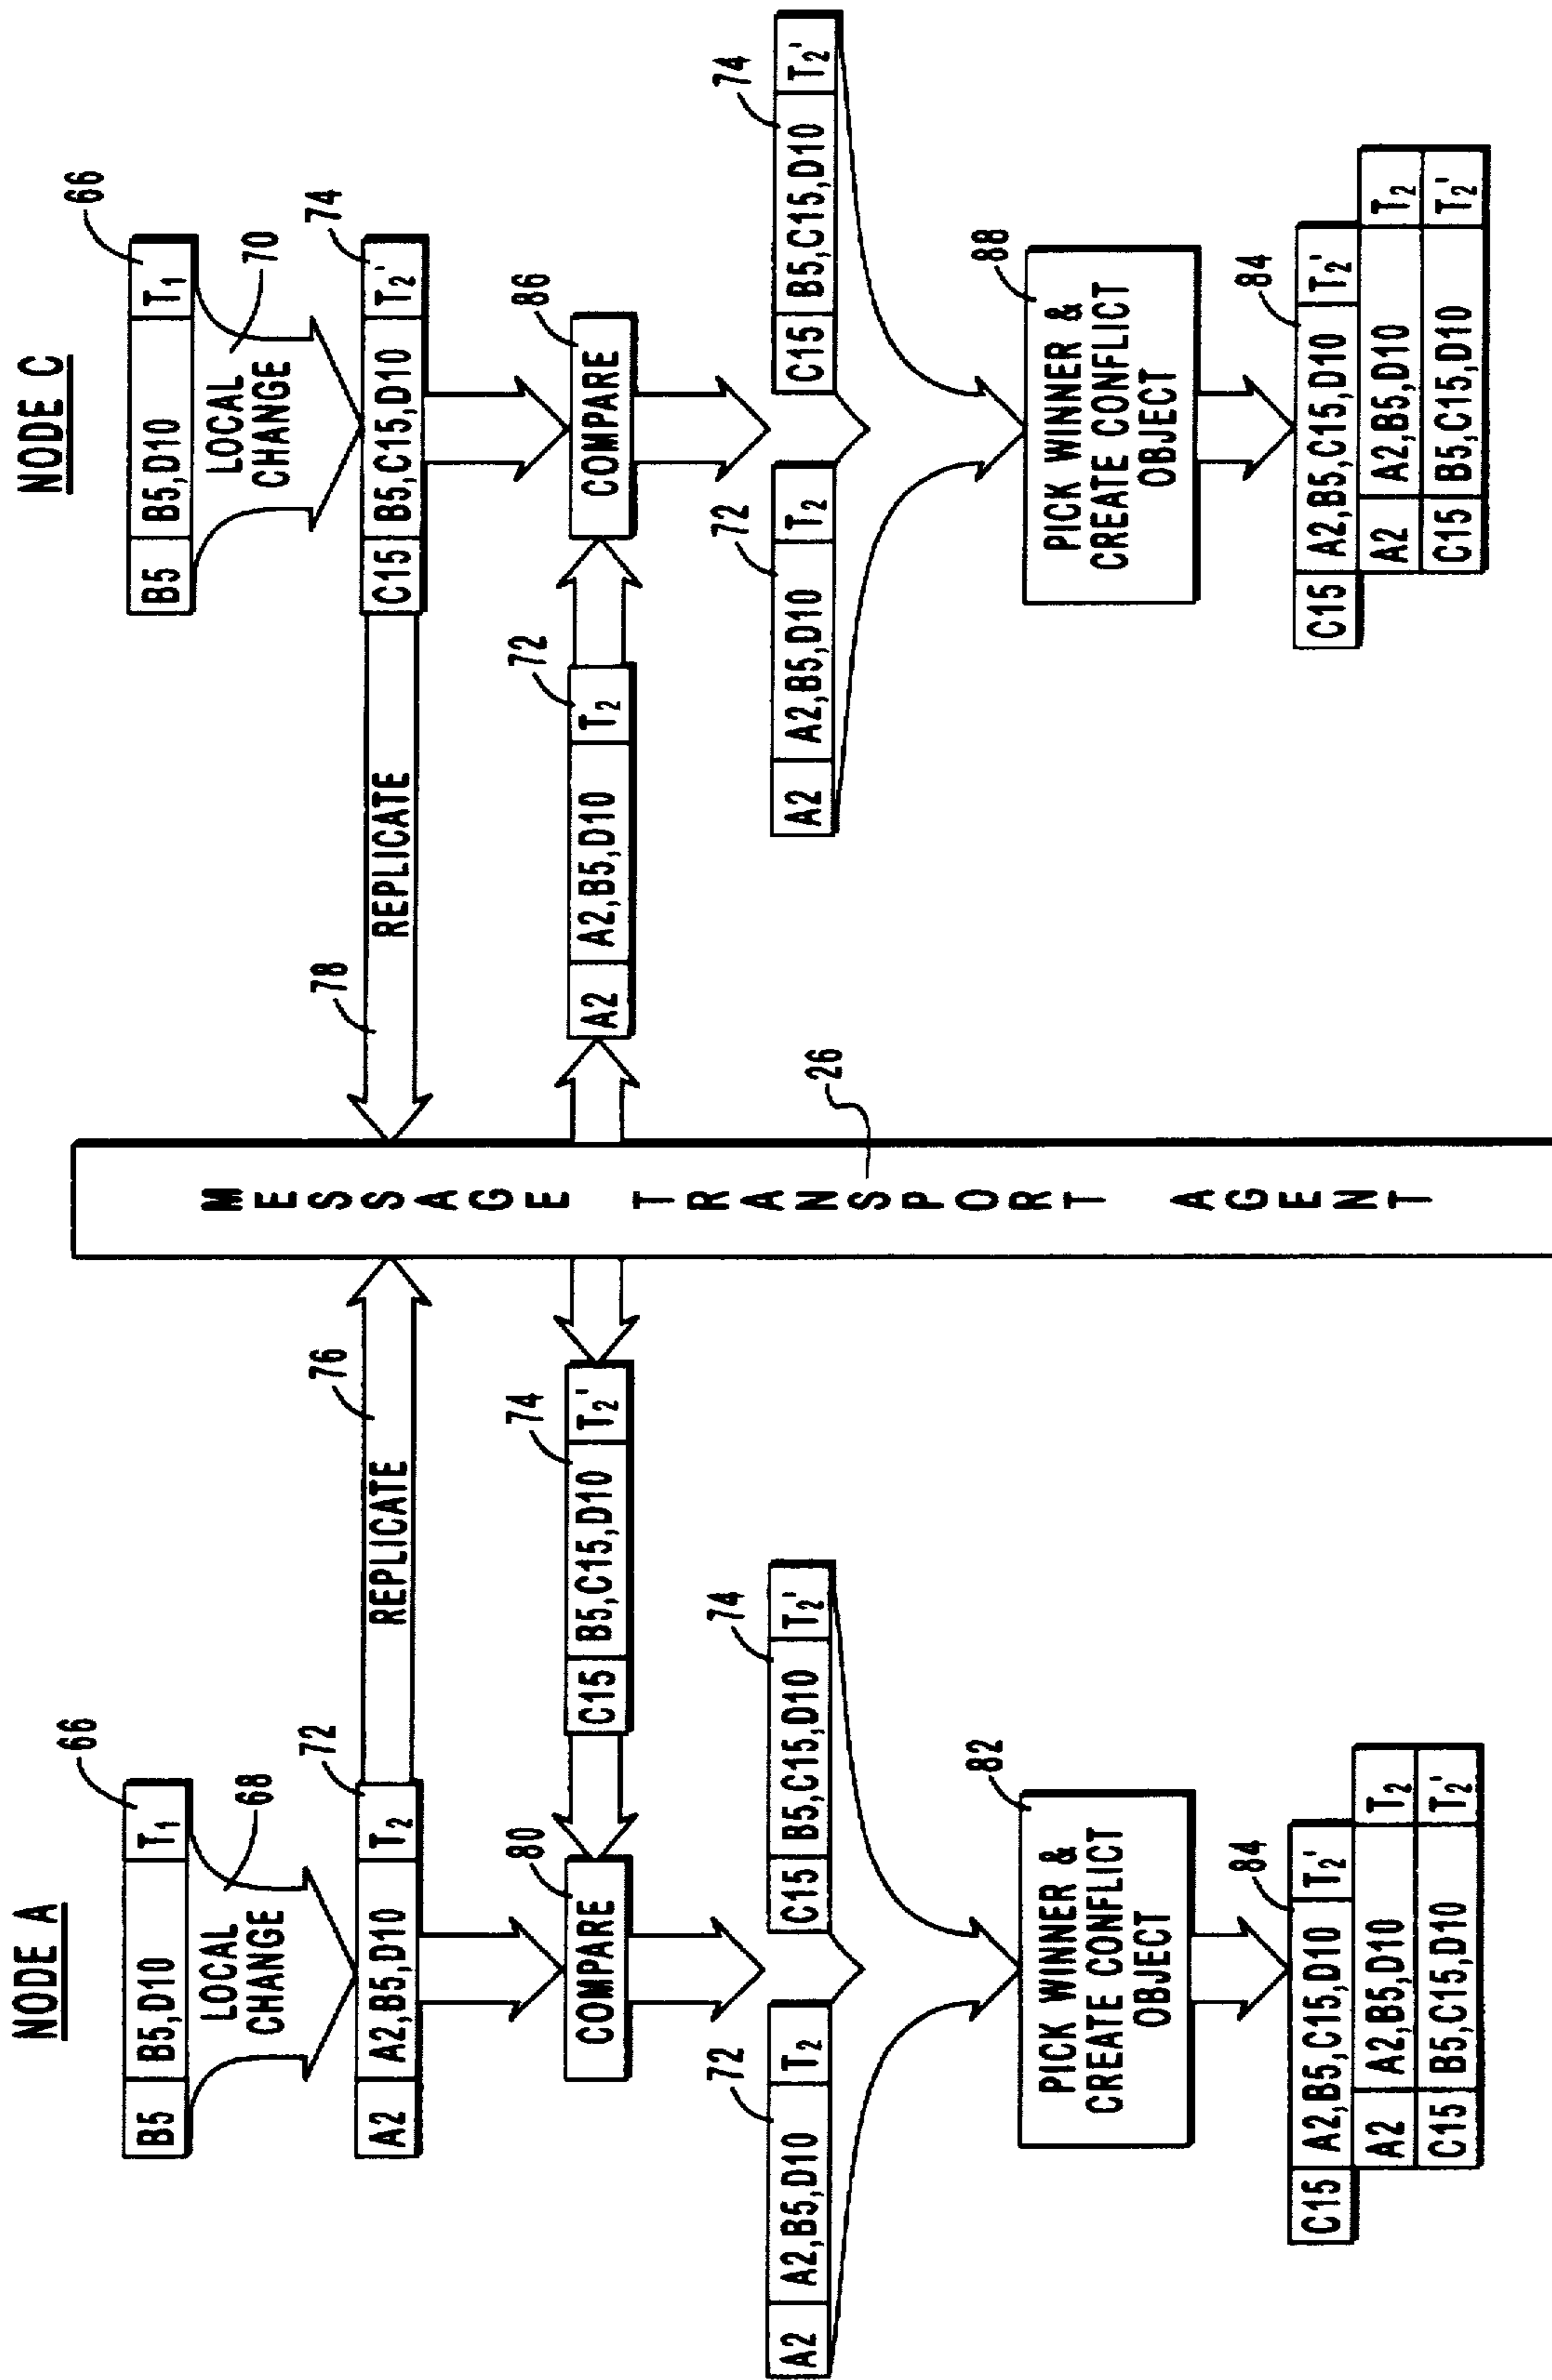 NODE A
NODE C
66
B5 B5,D10 T1
LOCAL
CHANGE
68
66
B5 B5,D10 T1
LOCAL
CHANGE
70
72
A2 A2,B5,D10 T2
76
REPLICATE
78
REPLICATE
74
C15 B5,C15,D10 T2'
80
COMPARE
74
C15 B5,C15,D10 T2'
72
A2 A2,B5,D10 T2
86
COMPARE
MESSAGE TRANSPORT AGENT
26
72
A2 A2,B5,D10 T2
74
C15 B5,C15,D10 T2'
72
A2 A2,B5,D10 T2
74
C15 B5,C15,D10 T2'
82
PICK WINNER &
CREATE CONFLICT
OBJECT
88
PICK WINNER &
CREATE CONFLICT
OBJECT
84
C15 A2,B5,C15,D10 T2'
A2 A2,B5,D10 T2
C15 B5,C15,D10 T2'
84
C15 A2,B5,C15,D10 T2'
A2 A2,B5,D10 T2
C15 B5,C15,D10 T2'